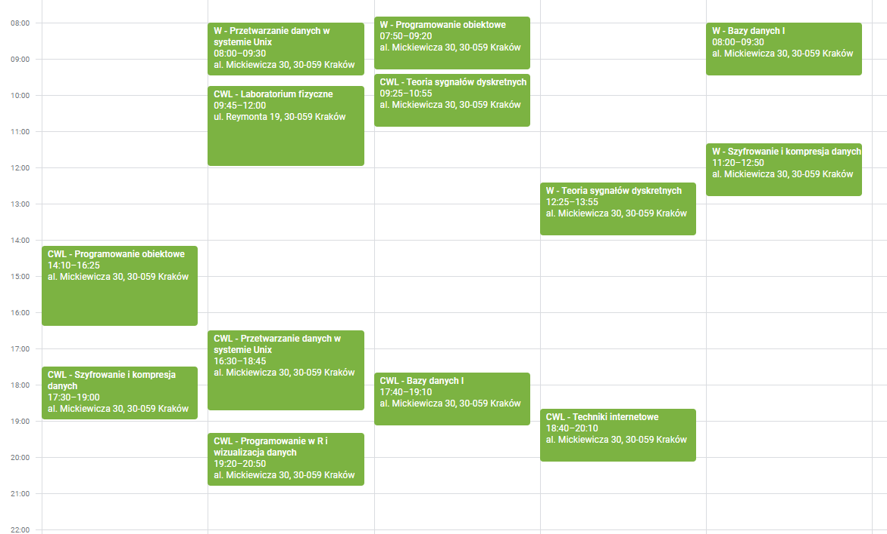 08:00
09:00
10:00
11:00
12:00
13:00
14:00
15:00
16:00
17:00
18:00
19:00
20:00
21:00
22:00
CWL - Programowanie obiektowe
14:10–16:25
al. Mickiewicza 30, 30-059 Kraków
CWL - Szyfrowanie i kompresja
danych
17:30–19:00
al. Mickiewicza 30, 30-059 Kraków
W - Przetwarzanie danych w
systemie Unix
08:00–09:30
al. Mickiewicza 30, 30-059 Kraków
CWL - Laboratorium fizyczne
09:45–12:00
ul. Reymonta 19, 30-059 Kraków
CWL - Przetwarzanie danych w
systemie Unix
16:30–18:45
al. Mickiewicza 30, 30-059 Kraków
CWL - Programowanie w R i
wizualizacja danych
19:20–20:50
al. Mickiewicza 30, 30-059 Kraków
W - Programowanie obiektowe
07:50–09:20
al. Mickiewicza 30, 30-059 Kraków
CWL - Teoria sygnałów dyskretnych
09:25–10:55
al. Mickiewicza 30, 30-059 Kraków
CWL - Bazy danych I
17:40–19:10
al. Mickiewicza 30, 30-059 Kraków
W - Teoria sygnałów dyskretnych
12:25–13:55
al. Mickiewicza 30, 30-059 Kraków
CWL - Techniki internetowe
18:40–20:10
al. Mickiewicza 30, 30-059 Kraków
W - Bazy danych I
08:00–09:30
al. Mickiewicza 30, 30-059 Kraków
W - Szyfrowanie i kompresja danych
11:20–12:50
al. Mickiewicza 30, 30-059 Kraków